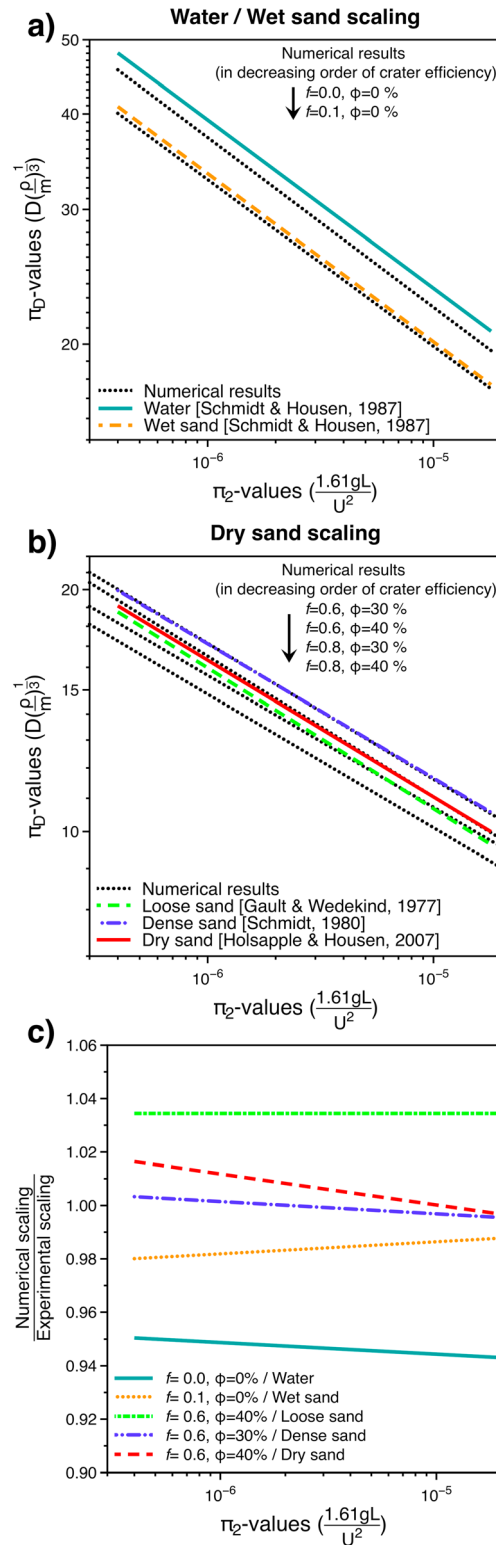 a)
Water / Wet sand scaling
50
40
30
20
πD-values (D(ρ/m)^1/3)
Numerical results
(in decreasing order of crater efficiency)
f=0.0, φ=0 %
f=0.1, φ=0 %
Numerical results
Water [Schmidt & Housen, 1987]
Wet sand [Schmidt & Housen, 1987]
10⁻⁶ 10⁻⁵
π₂-values (1.61gL/U²)
b)
Dry sand scaling
20
15
10
πD-values (D(ρ/m)^1/3)
Numerical results
(in decreasing order of crater efficiency)
f=0.6, φ=30 %
f=0.6, φ=40 %
f=0.8, φ=30 %
f=0.8, φ=40 %
Numerical results
Loose sand [Gault & Wedekind, 1977]
Dense sand [Schmidt, 1980]
Dry sand [Holsapple & Housen, 2007]
10⁻⁶ 10⁻⁵
π₂-values (1.61gL/U²)
c)
1.06
1.04
1.02
1.00
0.98
0.96
0.94
0.92
0.90
Numerical scaling
Experimental scaling
f= 0.0, φ=0% / Water
f= 0.1, φ=0% / Wet sand
f= 0.6, φ=40% / Loose sand
f= 0.6, φ=30% / Dense sand
f= 0.6, φ=40% / Dry sand
10⁻⁶ 10⁻⁵
π₂-values (1.61gL/U²)